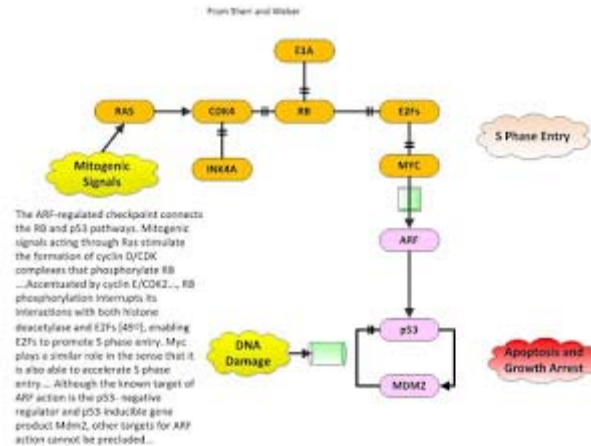 From Sherr and Weber
E1A
RAS
CDK4
RB
E2Fs
S Phase Entry
Mitogenic
Signals
INK4A
MYC
The ARF-regulated checkpoint connects
the RB and p53 pathways. Mitogenic
signals acting through Ras stimulate
the formation of cyclin D/CDK
complexes that phosphorylate RB
....Accentuated by cyclin E/CDK2..., RB
phosphorylation interrupts its
interactions with both histone
deacetylase and E2Fs enabling
E2Fs to promote S phase entry. Myc
plays a similar role in the sense that it
is also able to accelerate S phase
entry.... Although the known target of
ARF action is the p53- negative
regulator and p53-inducible gene
product Mdm2, other targets for ARF
action cannot be precluded...
ARF
DNA
Damage
p53
MDM2
Apoptosis and
Growth Arrest